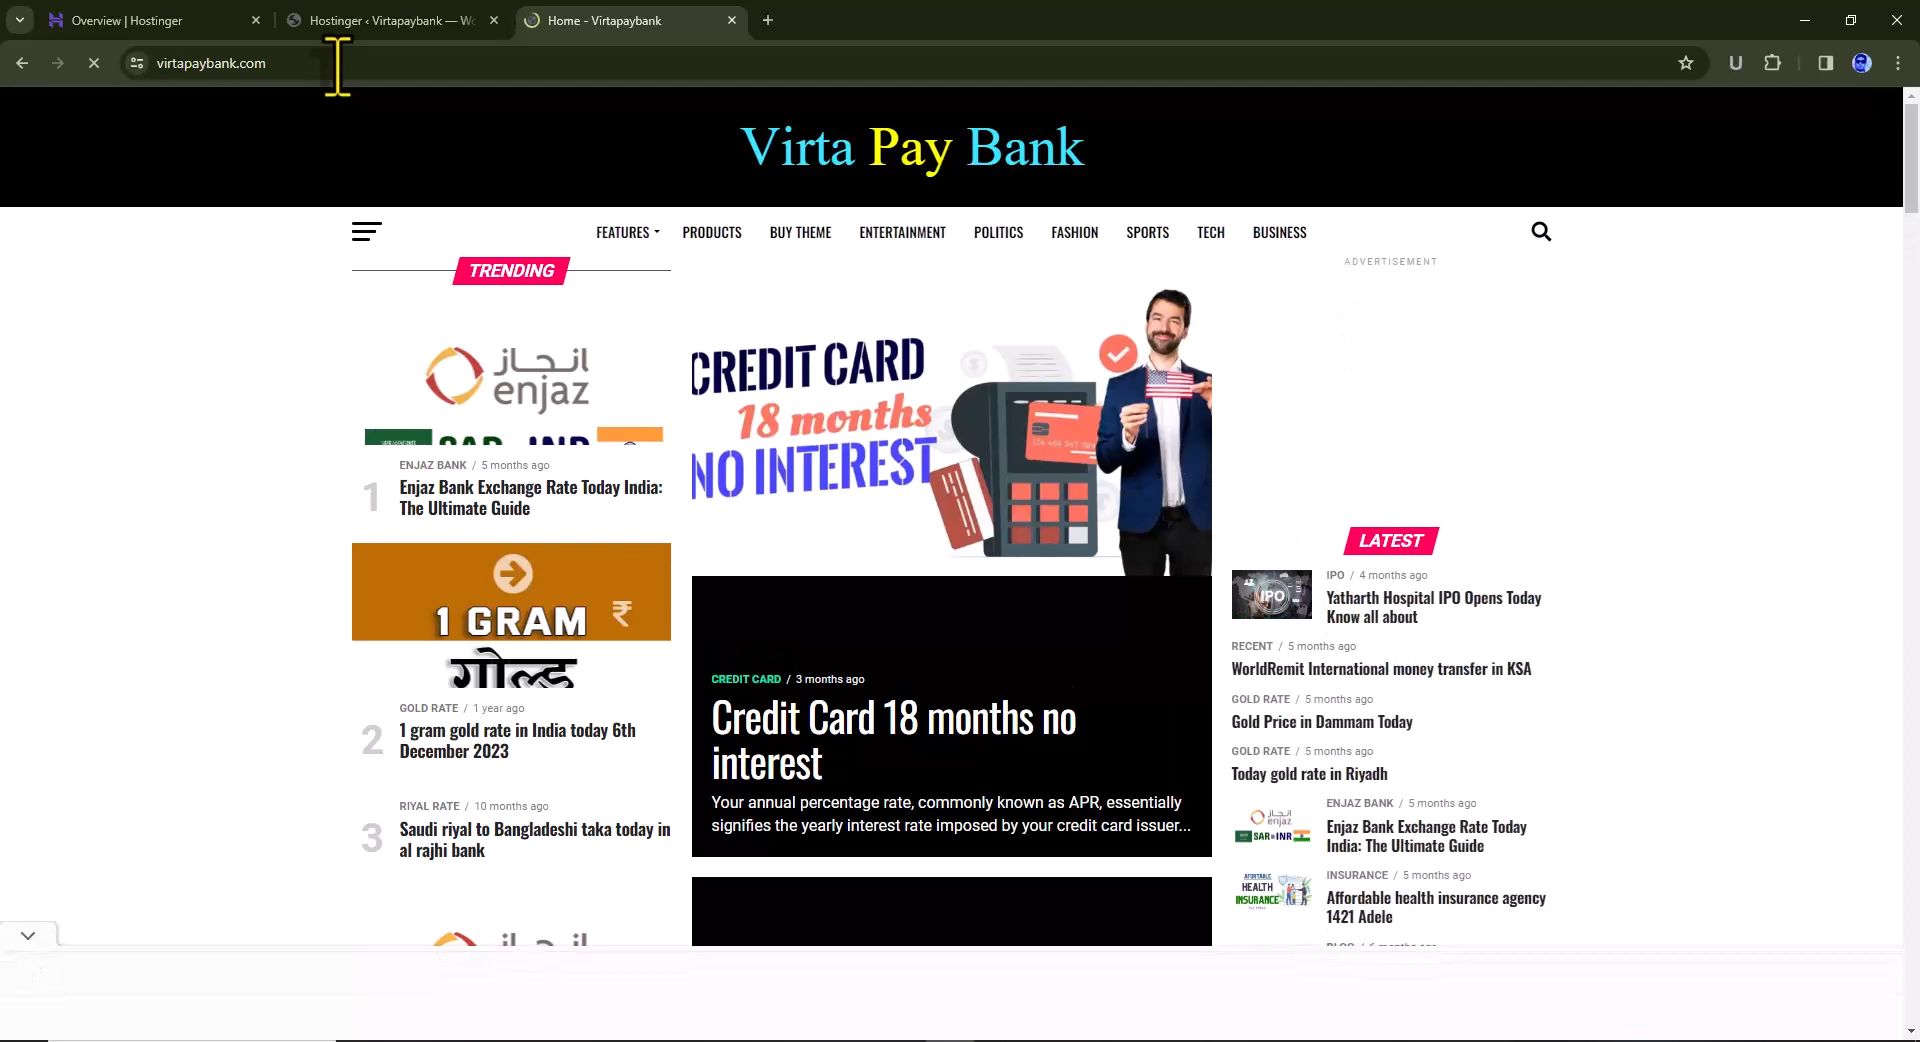 Overview | Hostinger
Hostinger ‹ Virtapaybank — Wo
Home - Virtapaybank
virtapaybank.com
Virta Pay Bank
FEATURES
PRODUCTS
BUY THEME
ENTERTAINMENT
POLITICS
FASHION
SPORTS
TECH
BUSINESS
TRENDING
انجاز
enjaz
ENJAZ BANK / 5 months ago
1
Enjaz Bank Exchange Rate Today India:
The Ultimate Guide
1 GRAM ₹
गोल्ड
GOLD RATE / 1 year ago
2
1 gram gold rate in India today 6th
December 2023
RIYAL RATE / 10 months ago
3
Saudi riyal to Bangladeshi taka today in
al rajhi bank
CREDIT CARD
18 months
NO INTEREST
CREDIT CARD / 3 months ago
Credit Card 18 months no
interest
Your annual percentage rate, commonly known as APR, essentially
signifies the yearly interest rate imposed by your credit card issuer...
ADVERTISEMENT
LATEST
IPO
IPO / 4 months ago
Yatharth Hospital IPO Opens Today
Know all about
RECENT / 5 months ago
WorldRemit International money transfer in KSA
GOLD RATE / 5 months ago
Gold Price in Dammam Today
GOLD RATE / 5 months ago
Today gold rate in Riyadh
انجاز
enjaz
SAR INR
ENJAZ BANK / 5 months ago
Enjaz Bank Exchange Rate Today
India: The Ultimate Guide
AFORTABLE
HEALTH
INSURANCE
INSURANCE / 5 months ago
Affordable health insurance agency
1421 Adele